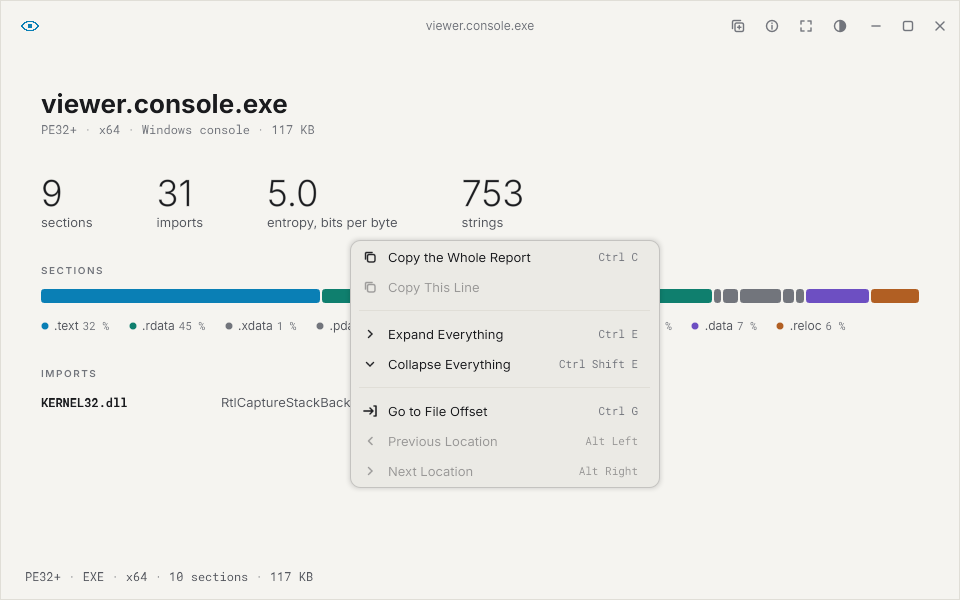 viewer.console.exe
viewer.console.exe
PE32+ · x64 · Windows console · 117 KB
9 31 5.0 753
sections imports entropy, bits per byte strings
Copy the Whole Report Ctrl C
SECTIONS
Copy This Line
.text 32 % .rdata 45 % .xdata 1 % % .data 7 % .reloc 6 %
Expand Everything Ctrl E
Collapse Everything Ctrl Shift E
IMPORTS
KERNEL32.dll RtlCaptureStackBack
Go to File Offset Ctrl G
Previous Location Alt Left
Next Location Alt Right
PE32+ · EXE · x64 · 10 sections · 117 KB